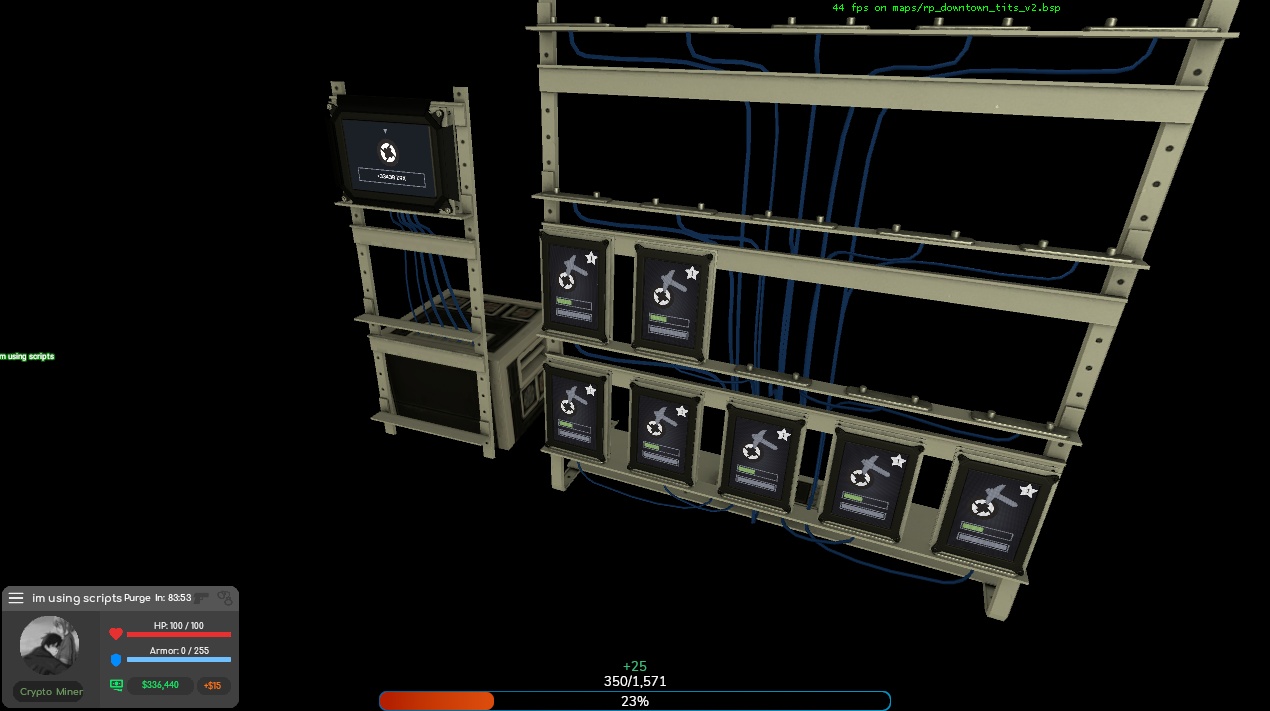 44 fps on maps/rp_downtown_tits_v2.bsp
m using scripts
im using scripts Purge In: 83:53
HP: 100 / 100
Armor: 0 / 255
Crypto Miner
$336,440
+$15
+25
350/1,571
23%